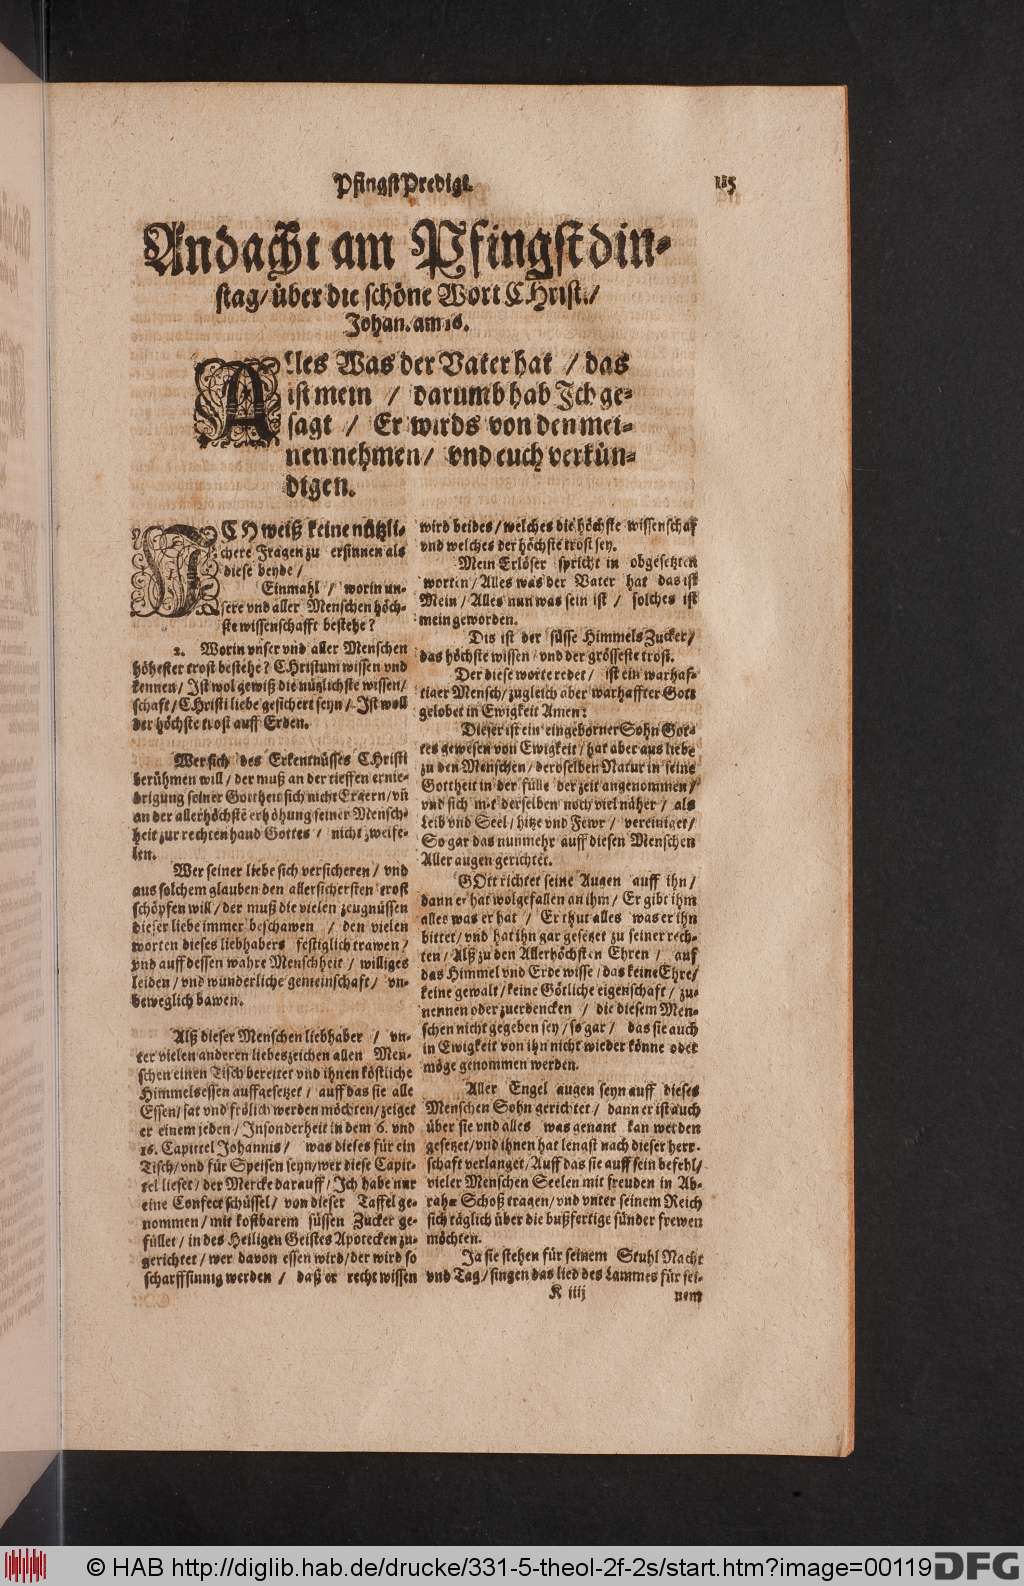 PfingstPredigt.
115
Andacht am Pfingstdin-
stag/ über die schöne Wort CHristi/
Johan. am 16.
Alles Was der Vater hat / das
ist mein / darumb hab Ich ge-
sagt / Er wirds von den mei-
nen nehmen/ vnd euch verkün-
digen.
ICH weiß keine nützli-
chere Fragen zu ersinnen als
diese beyde/
Einmahl / worin un-
sere vnd aller Menschen höch-
ste wissenschafft bestehe?
2. Worin vnser vnd aller Menschen
höhester trost bestehe? CHristum wissen vnd
kennen/ Ist wol gewiß die nützlichste wissen/
schaft/ CHristi liebe gesichert seyn/ Ist woll
der höchste trost auff Erden.
Wer sich des Erkentnüsses CHristi
berühmen will/ der muß an der tieffen ernie-
drigung seiner Gottheit sich nicht Ergern/ vñ
an der allerhöchstē erhöhung seiner Mensch-
heit zur rechten hand Gottes / nicht zweife-
len.
Wer seiner liebe sich versicheren / vnd
aus solchem glauben den allersichersten trost
schöpfen will/ der muß die vielen zeugnüssen
dieser liebe immer beschawen / den vielen
worten dieses liebhabers festiglich trawen/
vnd auff dessen wahre Menschheit / williges
leiden/ vnd wunderliche gemeinschaft/ vn-
beweglich bawen.
Alß dieser Menschen liebhaber / vn-
ter vielen anderen liebeszeichen allen Men-
schen einen Tisch bereitet vnd ihnen köstliche
Himmelsessen auffgesetzet / auff das sie alle
Essen/ sat vnd frölich werden möchten/ zeiget
er einem jeden/ Insonderheit in dem 6. vnd
16. Capittel Johannis/ was dieses für ein
Tisch/ vnd für Speisen seyn/ wer diese Capit-
tel lieset/ der Mercke darauff/ Ich habe nur
eine Confect schüssel/ von dieser Taffel ge-
nommen/ mit kostbarem süssen Zucker ge-
füllet/ in des Heiligen Geistes Apotecken zu-
gerichtet/ wer davon essen wird/ der wird so
scharffsinnig werden / daß er recht wissen
wird beides/ welches die höchste wissenschaf
vnd welches der höchste trost sey.
Mein Erlöser spricht in obgesetzten
worten/ Alles was der Vater hat das ist
Mein/ Alles nun was sein ist / solches ist
mein geworden.
Dis ist der süsse Himmels Zucker/
das höchste wissen/ vnd der grösseste trost.
Der diese worte redet/ ist ein warhaf-
tiger Mensch/ zugleich aber warhaffter Gott
gelobet in Ewigkeit Amen:
Dieser ist ein eingeborner Sohn Got-
tes gewesen von Ewigkeit/ hat aber aus liebe
zu den Menschen/ deroselben Natur in seine
Gottheit in der fülle der zeit angenommen/
vnd sich mit derselben noch viel näher / als
Leib vnd Seel/ hitze vnd Fewr / vereiniget/
So gar das nunmehr auff diesen Menschen
Aller augen gerichtet.
GOtt richtet seine Augen auff ihn/
dann er hat wolgefallen an ihm/ Er gibt ihm
alles was er hat / Er thut alles was er ihn
bittet/ vnd hat ihn gar gesetzet zu seiner rech-
ten/ Alß zu den Allerhöchsten Ehren / auf
das Himmel vnd Erde wisse/ das keine Ehre/
keine gewalt/ keine Götliche eigenschaft/ zu-
nennen oder zuerdencken / die diesem Men-
schen nicht gegeben sey/ so gar / das sie auch
in Ewigkeit von ihn nicht wieder könne oder
möge genommen werden.
Aller Engel augen seyn auff dieses
Menschen Sohn gerichtet/ dann er ist auch
über sie vnd alles was genant kan werden
gesetzet/ vnd ihnen hat lengst nach dieser herr-
schaft verlanget/ Auff das sie auff sein befehl/
vieler Menschen Seelen mit freuden in Ab-
rahæ Schoß tragen/ vnd vnter seinem Reich
sich täglich über die bußfertige sünder frewen
möchten.
Ja sie stehen für seinem Stuhl Nacht
vnd Tag/ singen das lied des Lammes für sei-
K iiij
nem
© HAB http://diglib.hab.de/drucke/331-5-theol-2f-2s/start.htm?image=00119
DFG